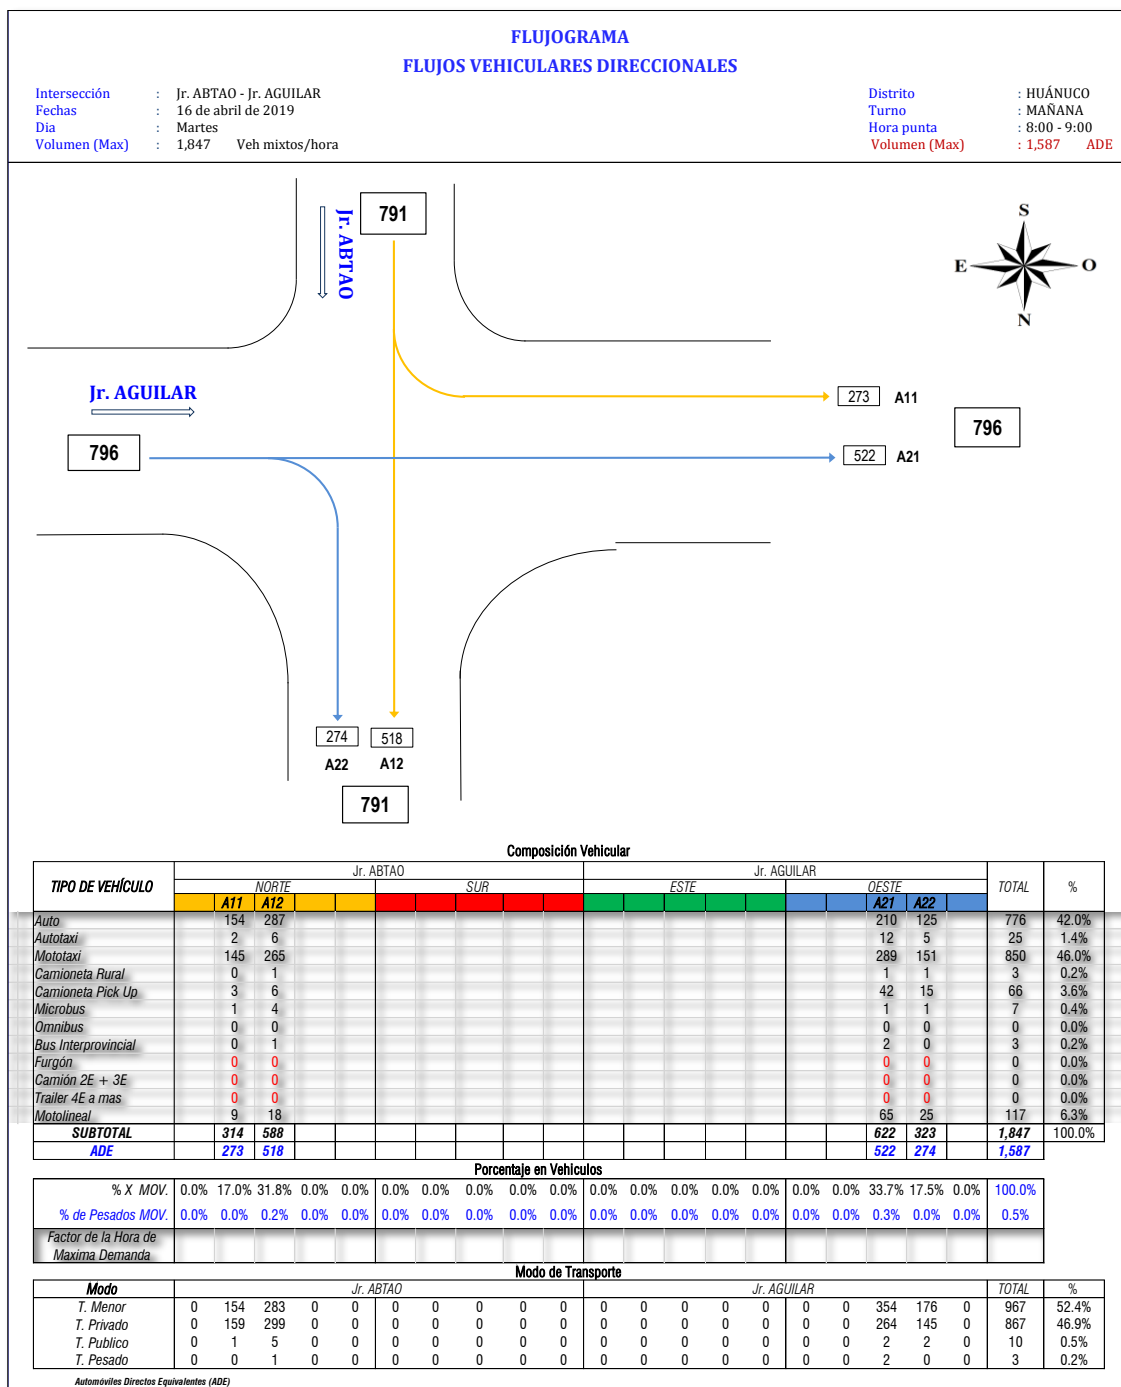 FLUJOGRAMA
FLUJOS VEHICULARES DIRECCIONALES
Intersección : Jr. ABTAO - Jr. AGUILAR Distrito : HUÁNUCO
Fechas : 16 de abril de 2019 Turno : MAÑANA
Dia : Martes Hora punta : 8:00 - 9:00
Volumen (Max) : 1,847 Veh mixtos/hora Volumen (Max) : 1,587 ADE
Jr. ABTAO
791
S
E O
N
Jr. AGUILAR
273 A11
796
796
522 A21
274 518
A22 A12
791
Composición Vehicular
TIPO DE VEHÍCULO Jr. ABTAO Jr. AGUILAR TOTAL %
NORTE SUR ESTE OESTE
A11 A12 A21 A22
Auto 154 287 210 125 776 42.0%
Autotaxi 2 6 12 5 25 1.4%
Mototaxi 145 265 289 151 850 46.0%
Camioneta Rural 0 1 1 1 3 0.2%
Camioneta Pick Up 3 6 42 15 66 3.6%
Microbus 1 4 1 1 7 0.4%
Omnibus 0 0 0 0 0 0.0%
Bus Interprovincial 0 1 2 0 3 0.2%
Furgón 0 0 0 0 0 0.0%
Camión 2E + 3E 0 0 0 0 0 0.0%
Trailer 4E a mas 0 0 0 0 0 0.0%
Motolineal 9 18 65 25 117 6.3%
SUBTOTAL 314 588 622 323 1,847 100.0%
ADE 273 518 522 274 1,587
Porcentaje en Vehiculos
% X MOV. 0.0% 17.0% 31.8% 0.0% 0.0% 0.0% 0.0% 0.0% 0.0% 0.0% 0.0% 0.0% 0.0% 0.0% 0.0% 0.0% 0.0% 33.7% 17.5% 0.0% 100.0%
% de Pesados MOV. 0.0% 0.0% 0.2% 0.0% 0.0% 0.0% 0.0% 0.0% 0.0% 0.0% 0.0% 0.0% 0.0% 0.0% 0.0% 0.0% 0.0% 0.3% 0.0% 0.0% 0.5%
Factor de la Hora de
Maxima Demanda
Modo de Transporte
Modo Jr. ABTAO Jr. AGUILAR TOTAL %
T. Menor 0 154 283 0 0 0 0 0 0 0 0 0 0 0 0 0 0 354 176 0 967 52.4%
T. Privado 0 159 299 0 0 0 0 0 0 0 0 0 0 0 0 0 0 264 145 0 867 46.9%
T. Publico 0 1 5 0 0 0 0 0 0 0 0 0 0 0 0 0 0 2 2 0 10 0.5%
T. Pesado 0 0 1 0 0 0 0 0 0 0 0 0 0 0 0 0 0 2 0 0 3 0.2%
Automóviles Directos Equivalentes (ADE)